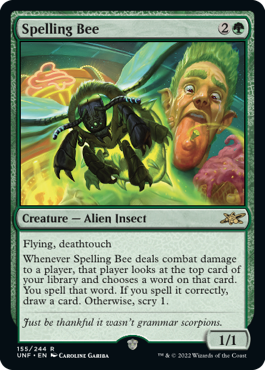 Spelling Bee 2
Creature — Alien Insect
Flying, deathtouch
Whenever Spelling Bee deals combat damage
to a player, that player looks at the top card of
your library and chooses a word on that card.
You spell that word. If you spell it correctly,
draw a card. Otherwise, scry 1.
Just be thankful it wasn't grammar scorpions.
1/1
155/244 R
UNF • EN Caroline Gariba
™ & © 2022 Wizards of the Coast